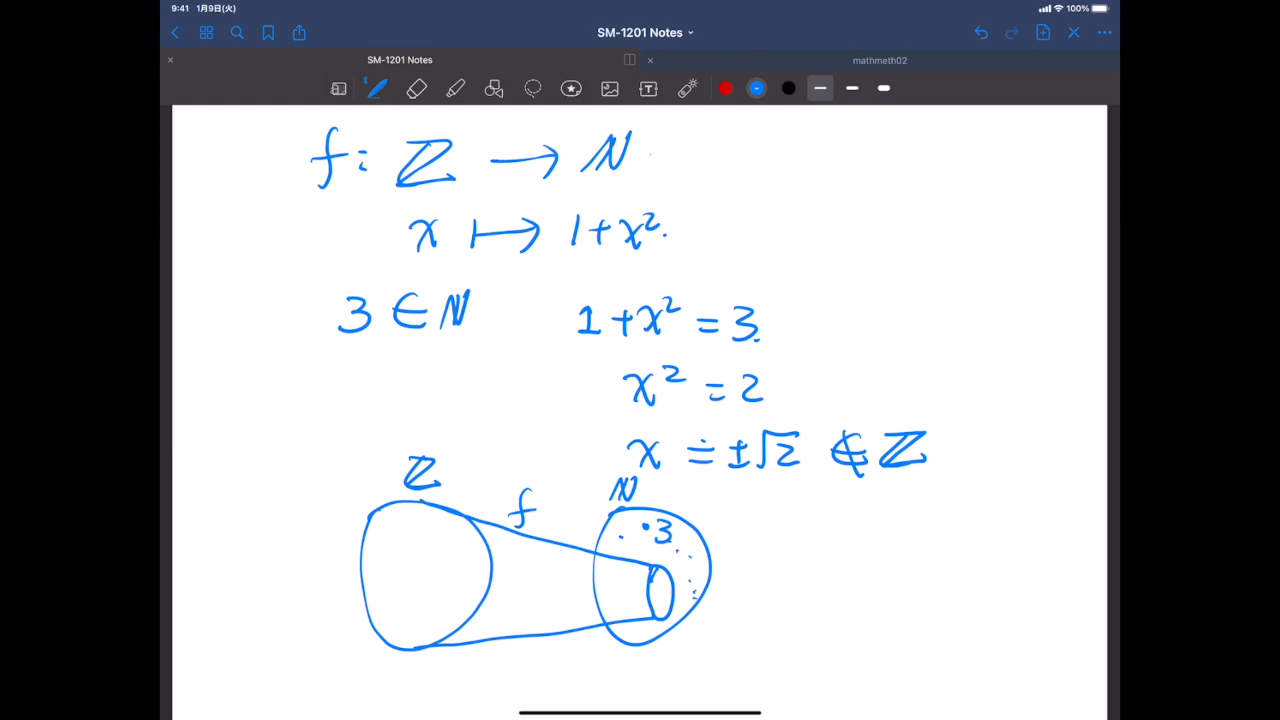 9:41 1月9日(火)
100%
SM-1201 Notes
SM-1201 Notes
mathmeth02
f: ℤ → ℕ
x ↦ 1+x².
3 ∈ ℕ 1+x² = 3.
x² = 2
x = ±√2 ∉ ℤ
ℤ f ℕ
3